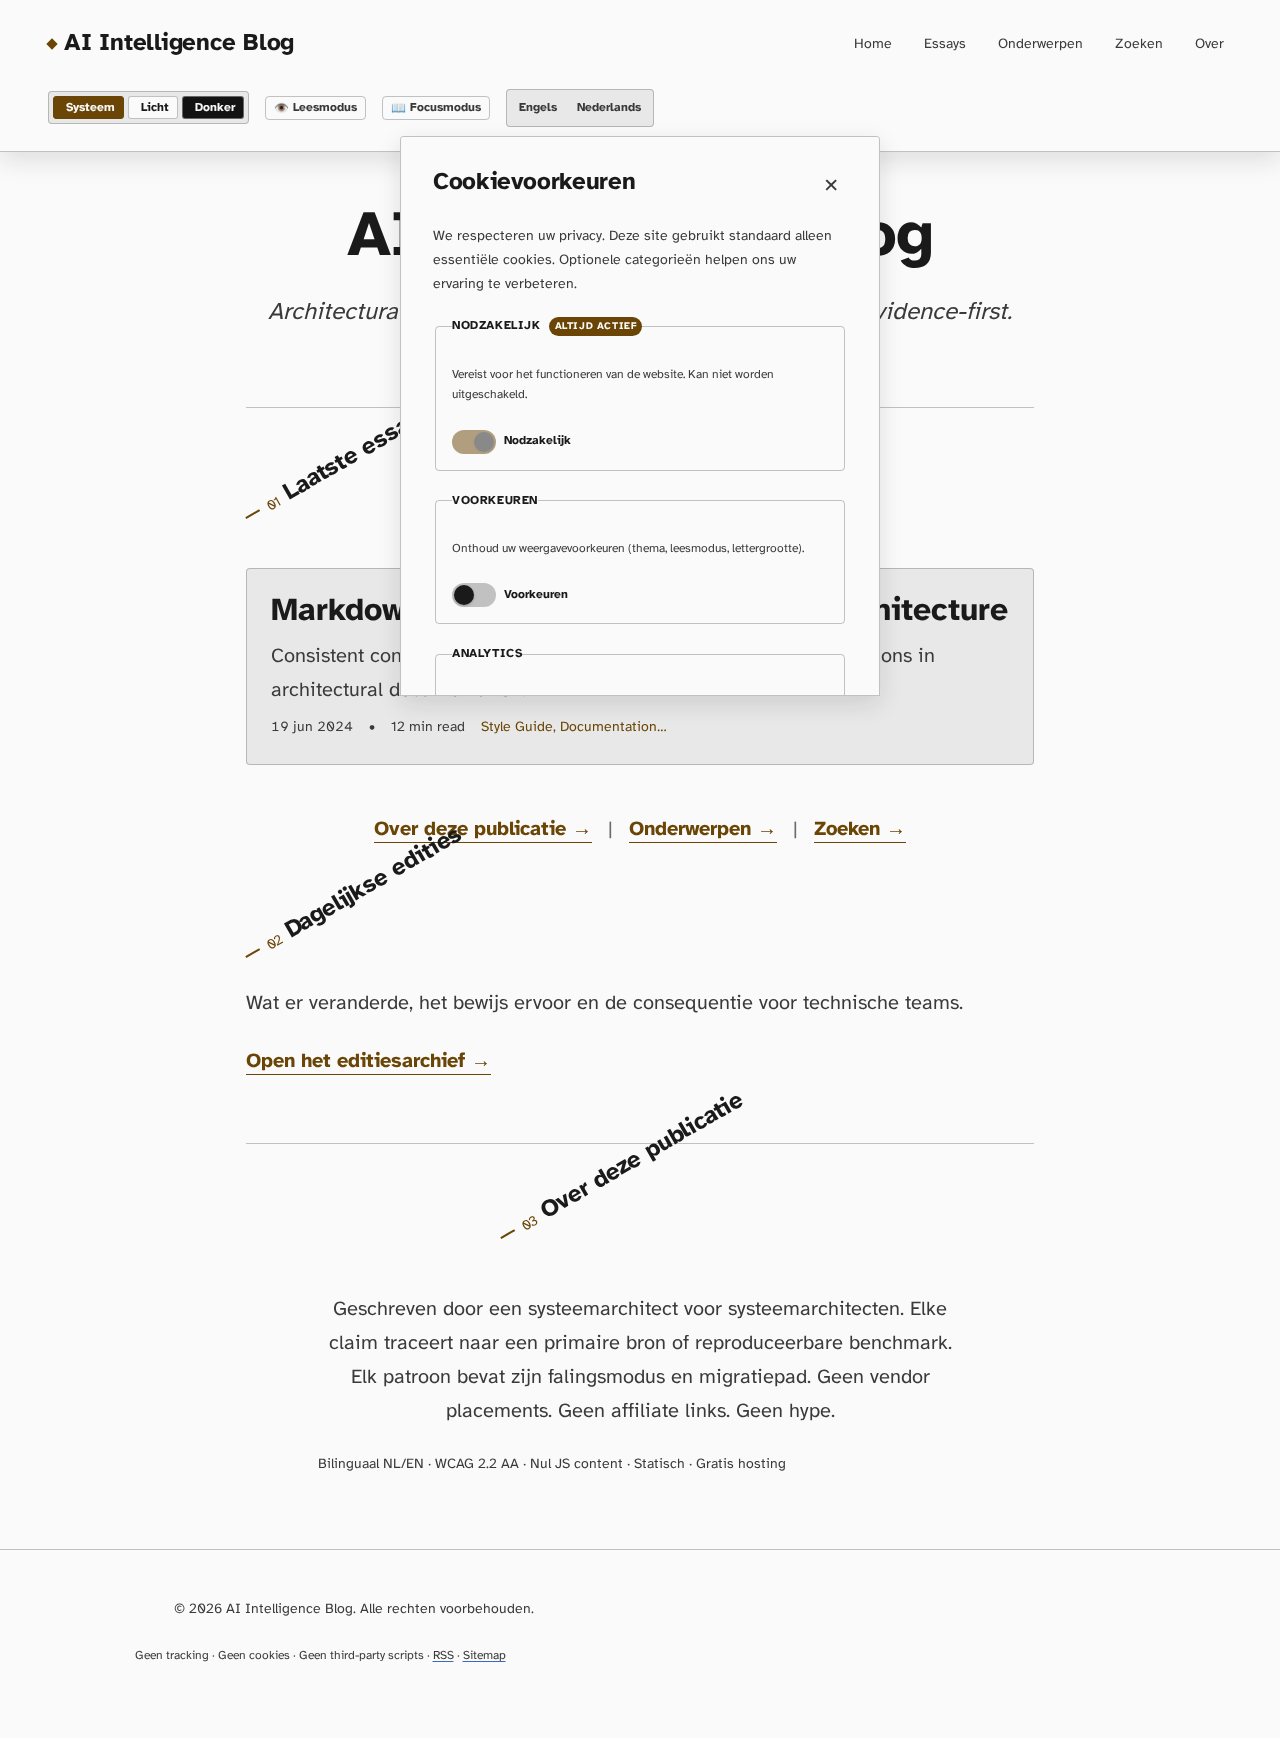 ◆ AI Intelligence Blog
Home Essays Onderwerpen Zoeken Over
Systeem Licht Donker 👁️ Leesmodus 📖 Focusmodus Engels Nederlands
Cookievoorkeuren ✕
We respecteren uw privacy. Deze site gebruikt standaard alleen
essentiële cookies. Optionele categorieën helpen ons uw
ervaring te verbeteren.
NODZAKELIJK ALTIJD ACTIEF
Vereist voor het functioneren van de website. Kan niet worden
uitgeschakeld.
Nodzakelijk
VOORKEUREN
Onthoud uw weergavevoorkeuren (thema, leesmodus, lettergrootte).
Voorkeuren
ANALYTICS
AI
Architectura evidence-first.
— 01 Laatste
Consistent ons in
architectural
19 jun 2024 • 12 min read Style Guide, Documentation…
Over deze publicatie → | Onderwerpen → | Zoeken →
— 02 Dagelijkse edities
Wat er veranderde, het bewijs ervoor en de consequentie voor technische teams.
Open het editiesarchief →
— 03 Over deze publicatie
Geschreven door een systeemarchitect voor systeemarchitecten. Elke
claim traceert naar een primaire bron of reproduceerbare benchmark.
Elk patroon bevat zijn falingsmodus en migratiepad. Geen vendor
placements. Geen affiliate links. Geen hype.
Bilinguaal NL/EN · WCAG 2.2 AA · Nul JS content · Statisch · Gratis hosting
© 2026 AI Intelligence Blog. Alle rechten voorbehouden.
Geen tracking · Geen cookies · Geen third-party scripts · RSS · Sitemap